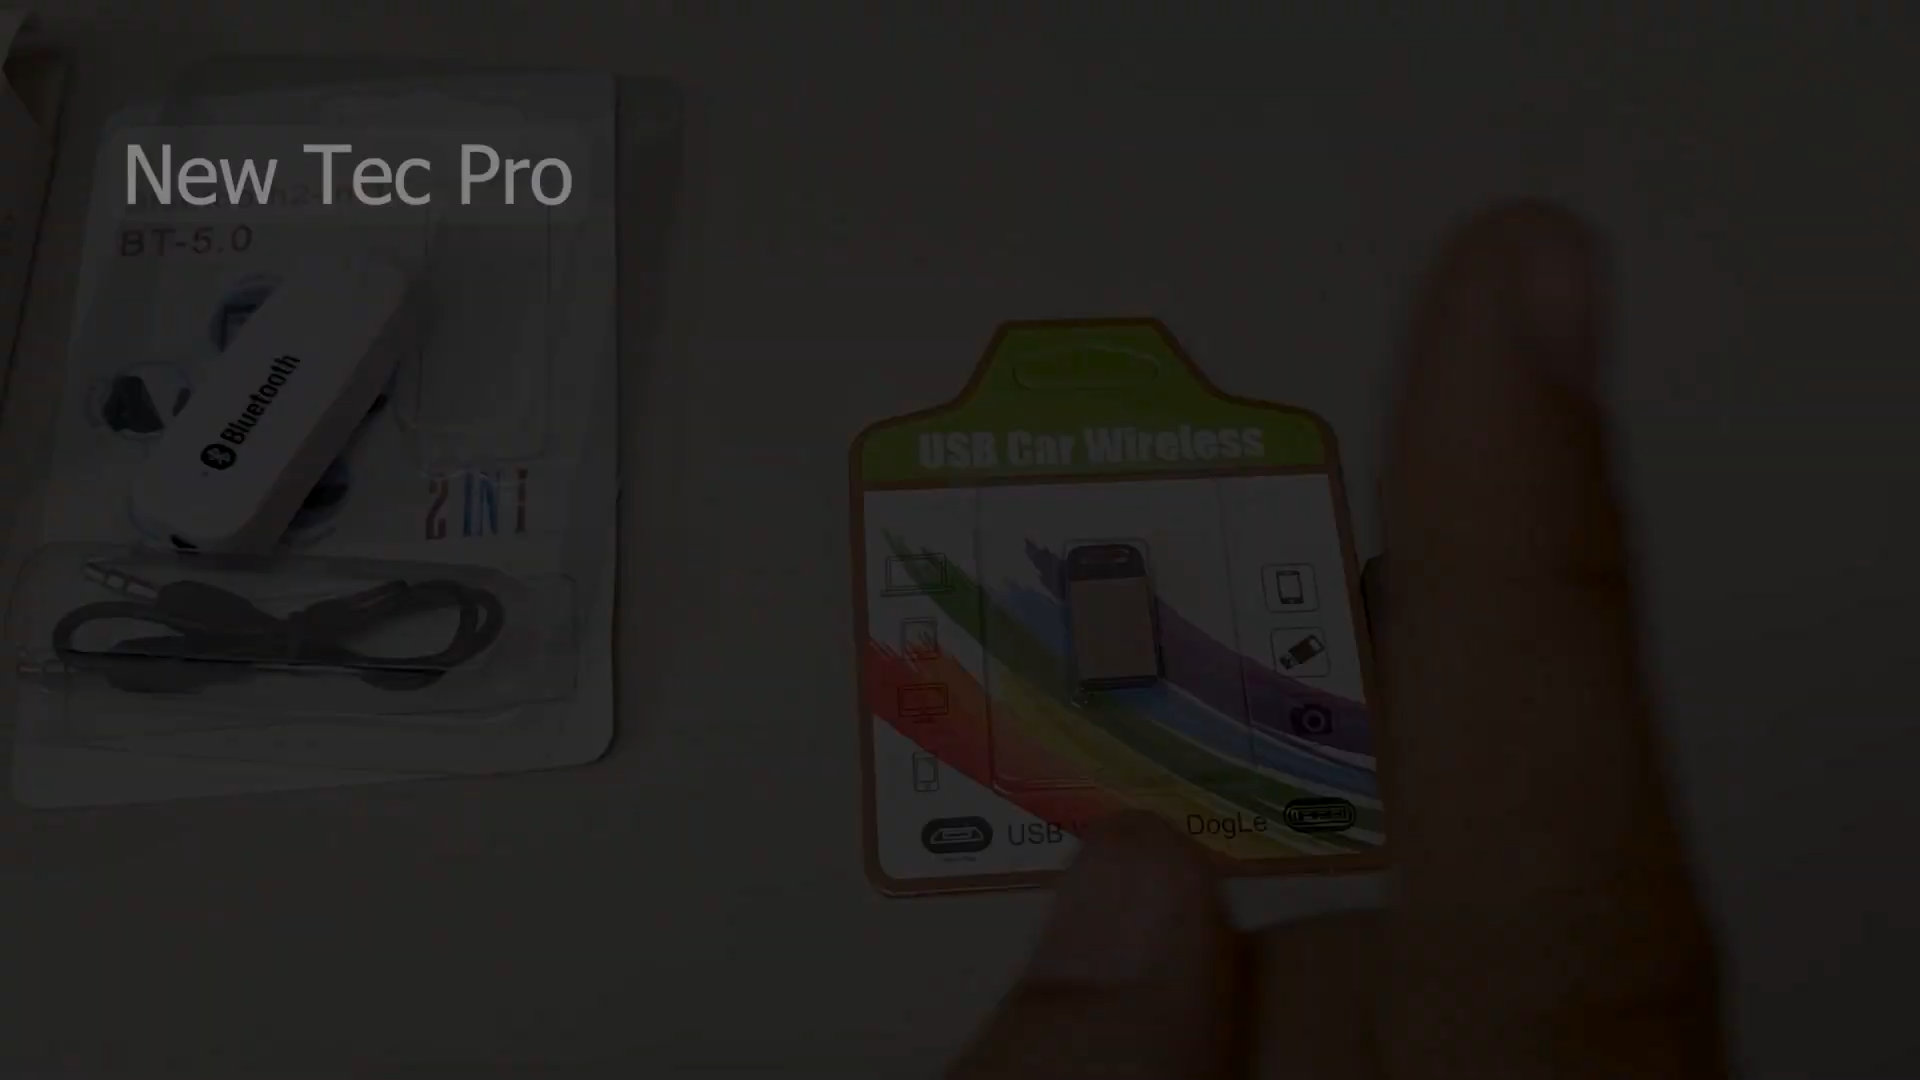 New Tec Pro
BT-5.0
Bluetooth
2 IN 1
USB Car Wireless
USB
DogLe